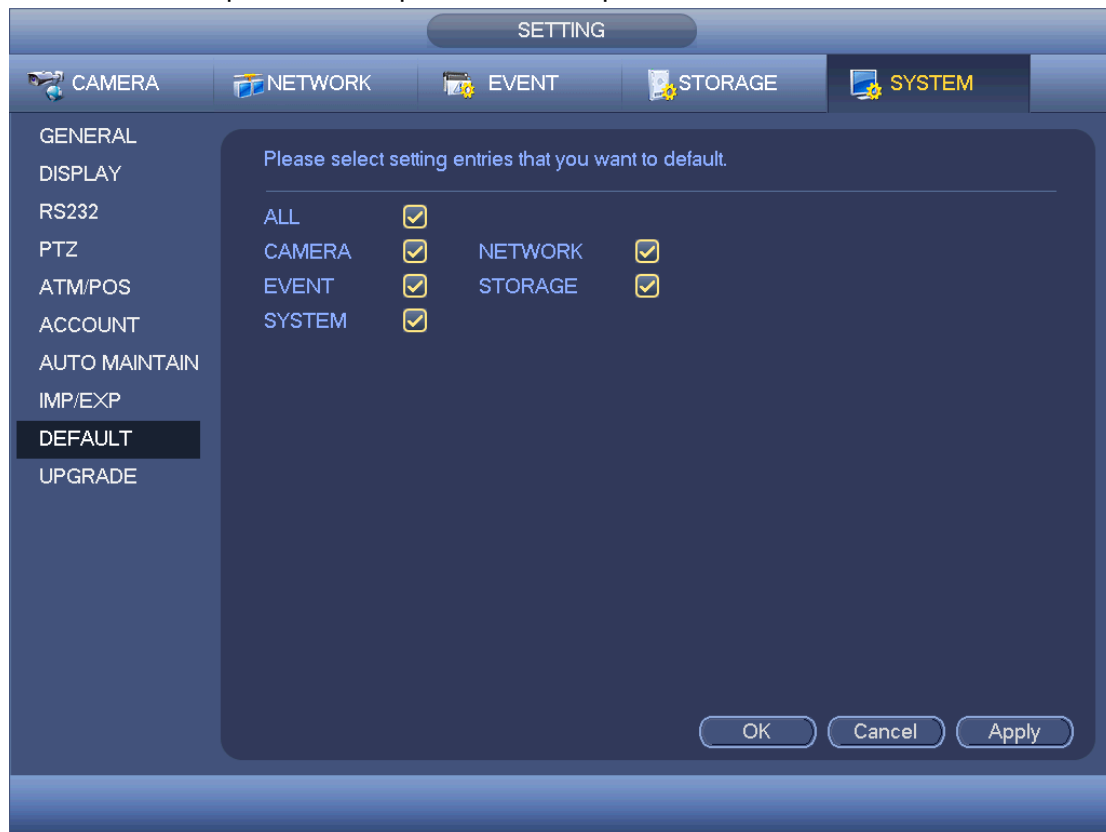 SETTING
CAMERA NETWORK EVENT STORAGE SYSTEM
GENERAL
DISPLAY
RS232
PTZ
ATM/POS
ACCOUNT
AUTO MAINTAIN
IMP/EXP
DEFAULT
UPGRADE
Please select setting entries that you want to default.
ALL
CAMERA NETWORK
EVENT STORAGE
SYSTEM
OK Cancel Apply